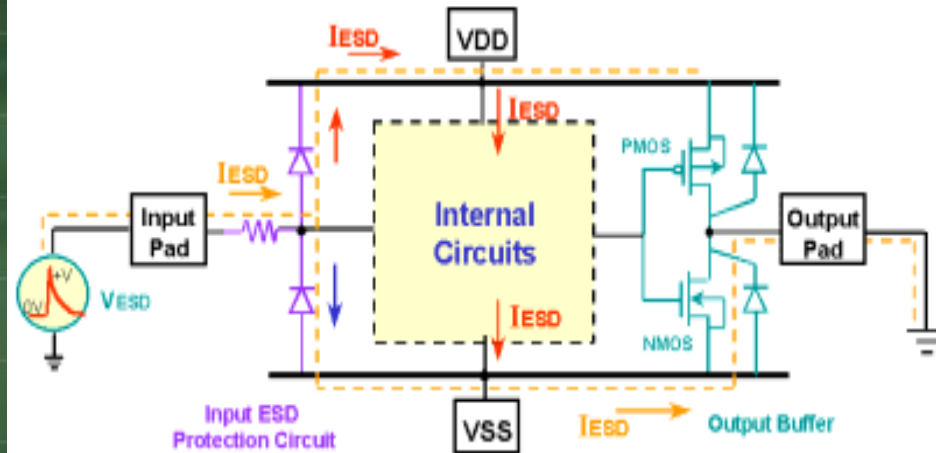 IESD
VDD
IESD
PMOS
IESD
Input
Pad
Internal
Circuits
Output
Pad
+V
0V
VESD
IESD
NMOS
Input ESD
Protection Circuit
VSS
IESD
Output Buffer